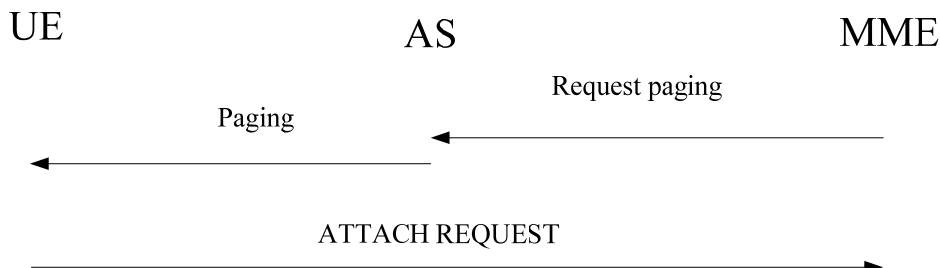 UE AS MME
Request paging
Paging
ATTACH REQUEST